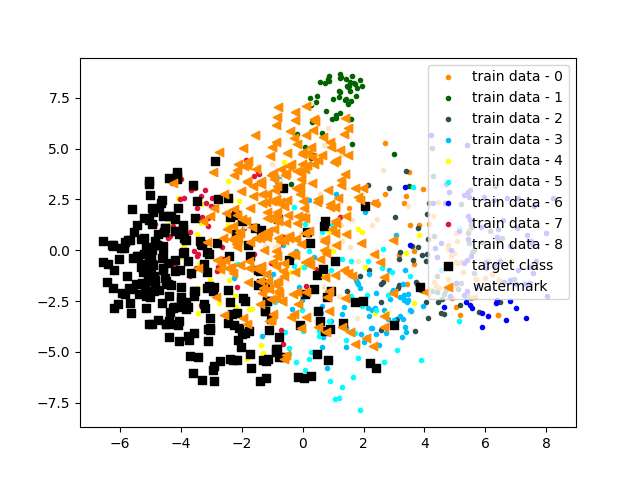 7.5
5.0
2.5
0.0
−2.5
−5.0
−7.5
−6
−4
−2
0
2
4
6
8
train data - 0
train data - 1
train data - 2
train data - 3
train data - 4
train data - 5
train data - 6
train data - 7
train data - 8
target class
watermark